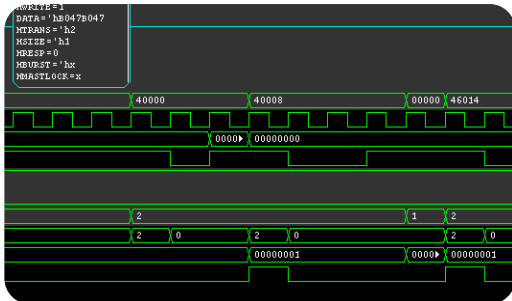 HWRITE=1
DATA='hB047B047
HTRANS='h2
HSIZE='h1
HRESP=0
HBURST='hx
HMASTLOCK=x
40000 40008 00000 46014
0000 00000000
2 1 2
2 0 2 0 2 0
00000001 0000 00000001